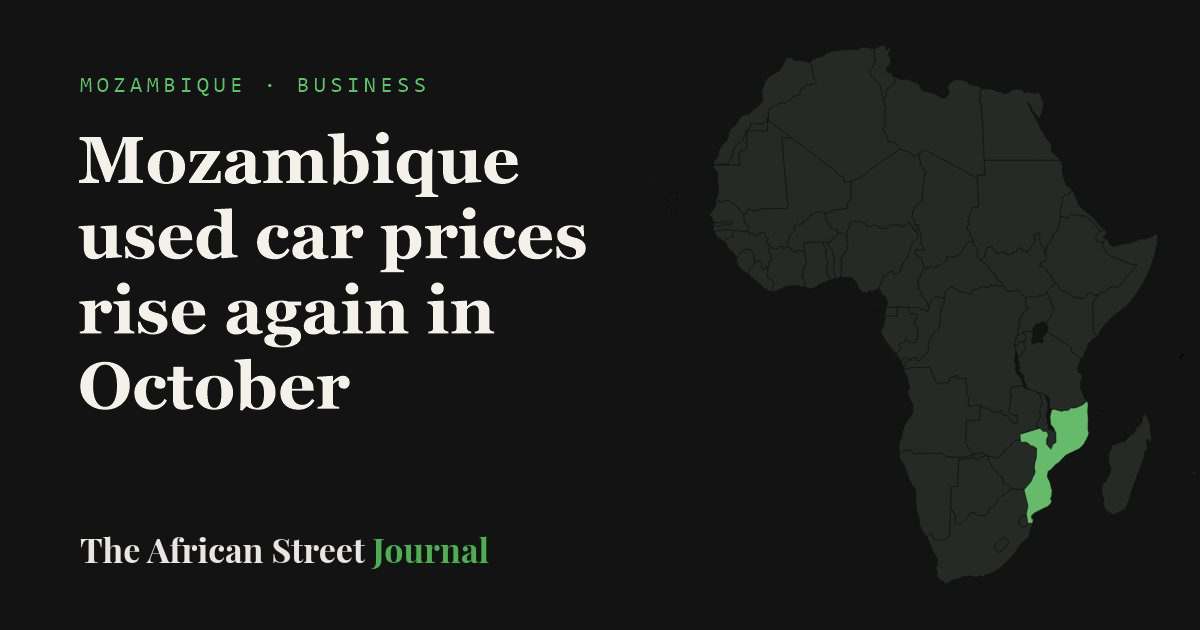 MOZAMBIQUE · BUSINESS
Mozambique
used car prices
rise again in
October
The African Street Journal